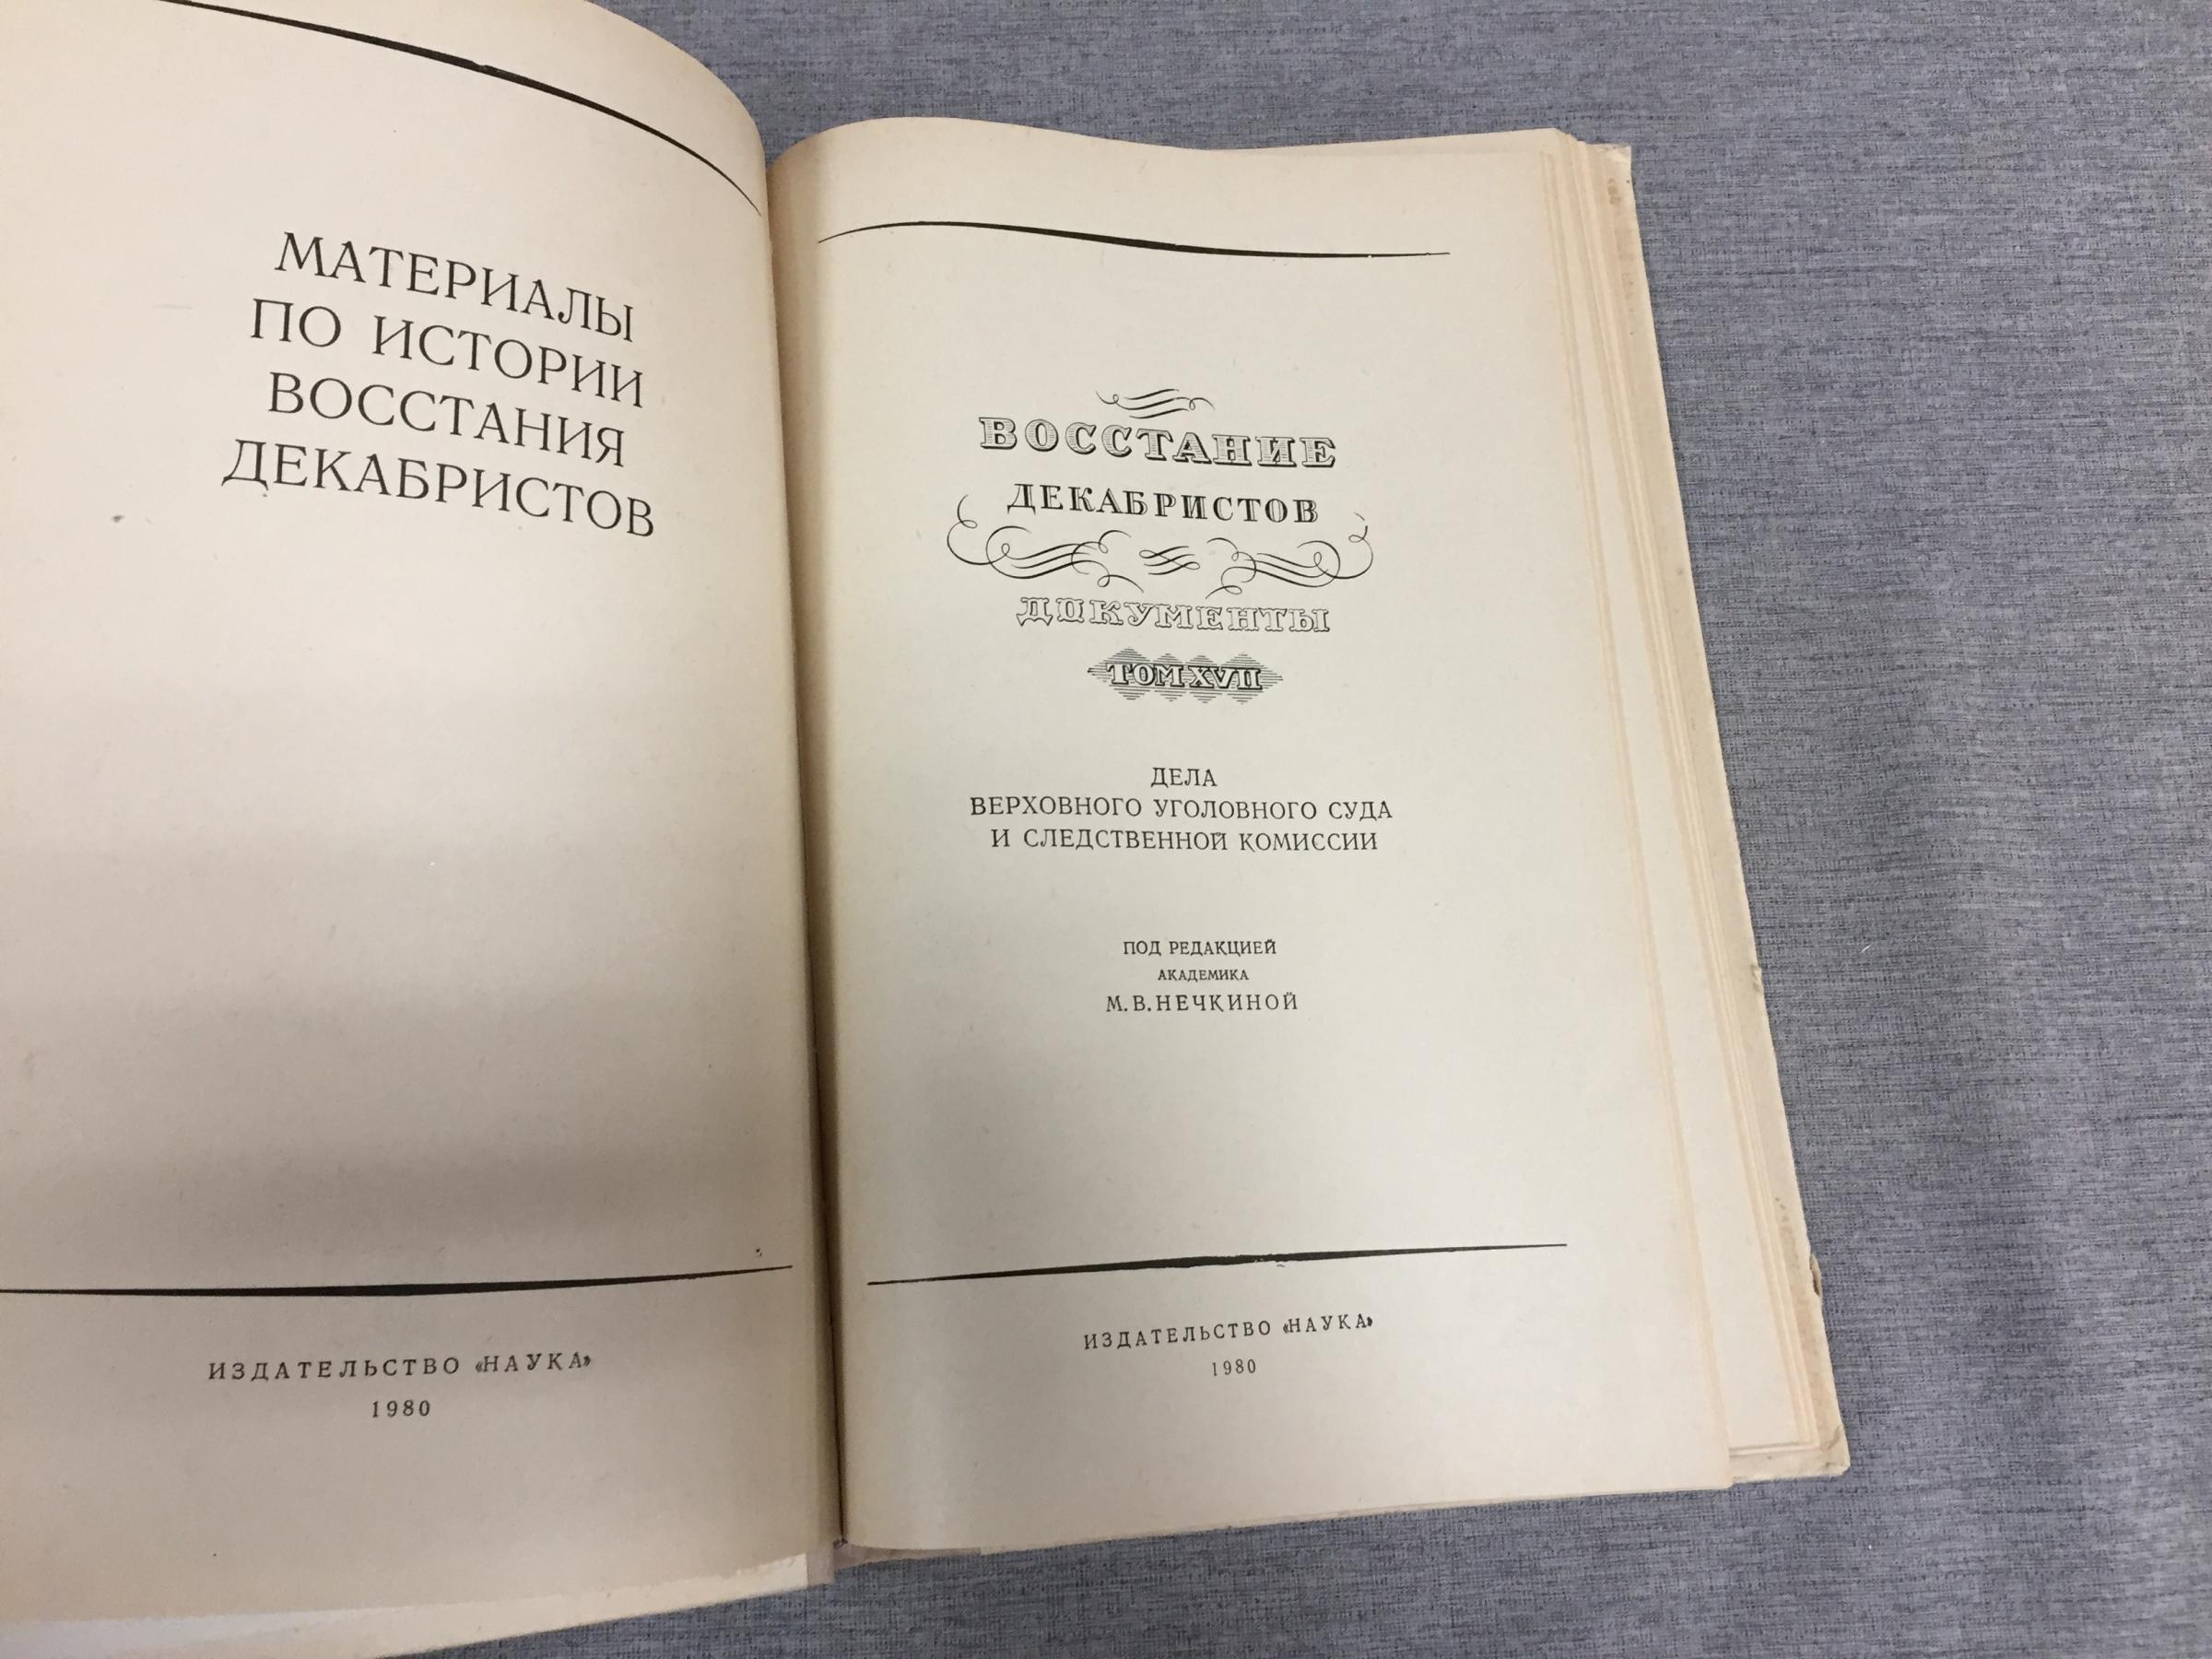 МАТЕРИАЛЫ
ПО ИСТОРИИ
ВОССТАНИЯ
ДЕКАБРИСТОВ
ИЗДАТЕЛЬСТВО «НАУКА»
1980
ВОССТАНИЕ
ДЕКАБРИСТОВ
ДОКУМЕНТЫ
ТОМ XVII
ДЕЛА
ВЕРХОВНОГО УГОЛОВНОГО СУДА
И СЛЕДСТВЕННОЙ КОМИССИИ
ПОД РЕДАКЦИЕЙ
АКАДЕМИКА
М. В. НЕЧКИНОЙ
ИЗДАТЕЛЬСТВО «НАУКА»
1980